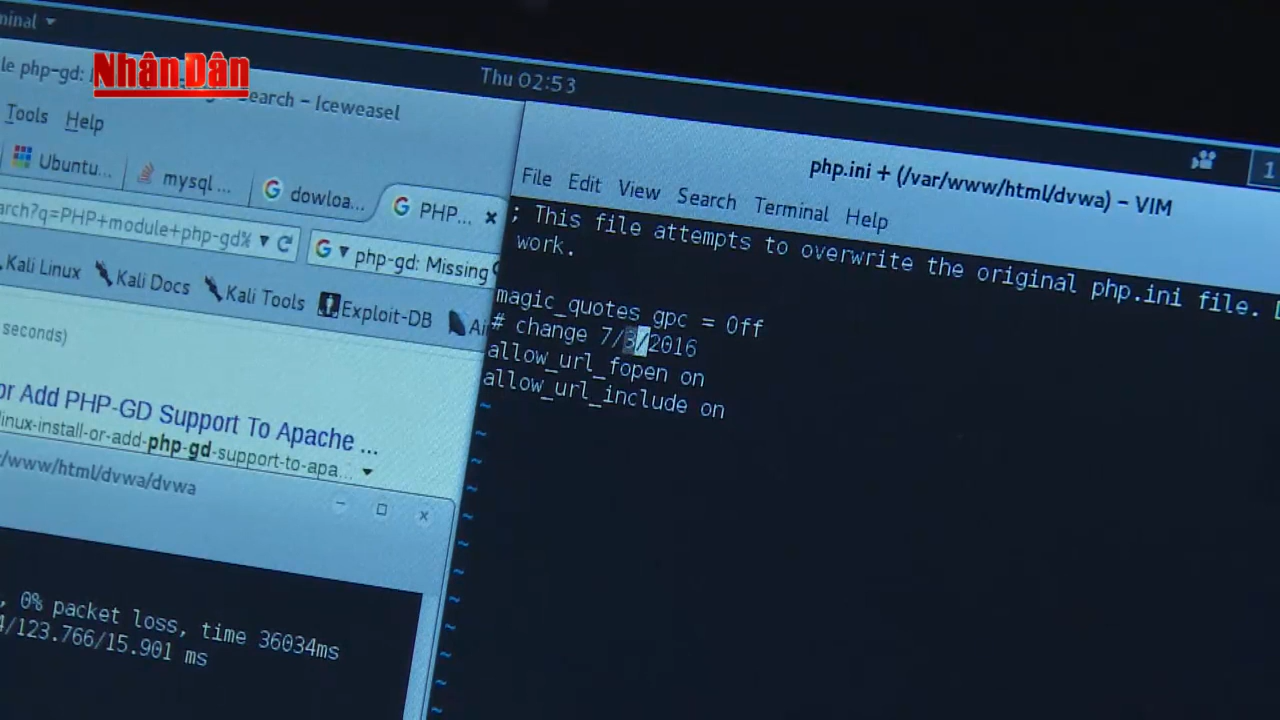 minal
Nhân Dân
Thu 02:53
le php-gd:
Search – Iceweasel
Tools Help
Ubuntu...
mysql ...
dowloa...
PHP...
arch?q=PHP+module+php-gd%
php-gd: Missing
Kali Linux
Kali Docs
Kali Tools
Exploit-DB
Ai
seconds)
or Add PHP-GD Support To Apache ...
linux-install-or-add-php-gd-support-to-apa...
/www/html/dvwa/dvwa
, 0% packet loss, time 36034ms
4/123.766/15.901 ms
1
php.ini + (/var/www/html/dvwa) – VIM
File Edit View Search Terminal Help
; This file attempts to overwrite the original php.ini file.
work.
magic_quotes_gpc = Off
# change 7/3/2016
allow_url_fopen on
allow_url_include on
~
~
~
~
~
~
~
~
~
~
~
~